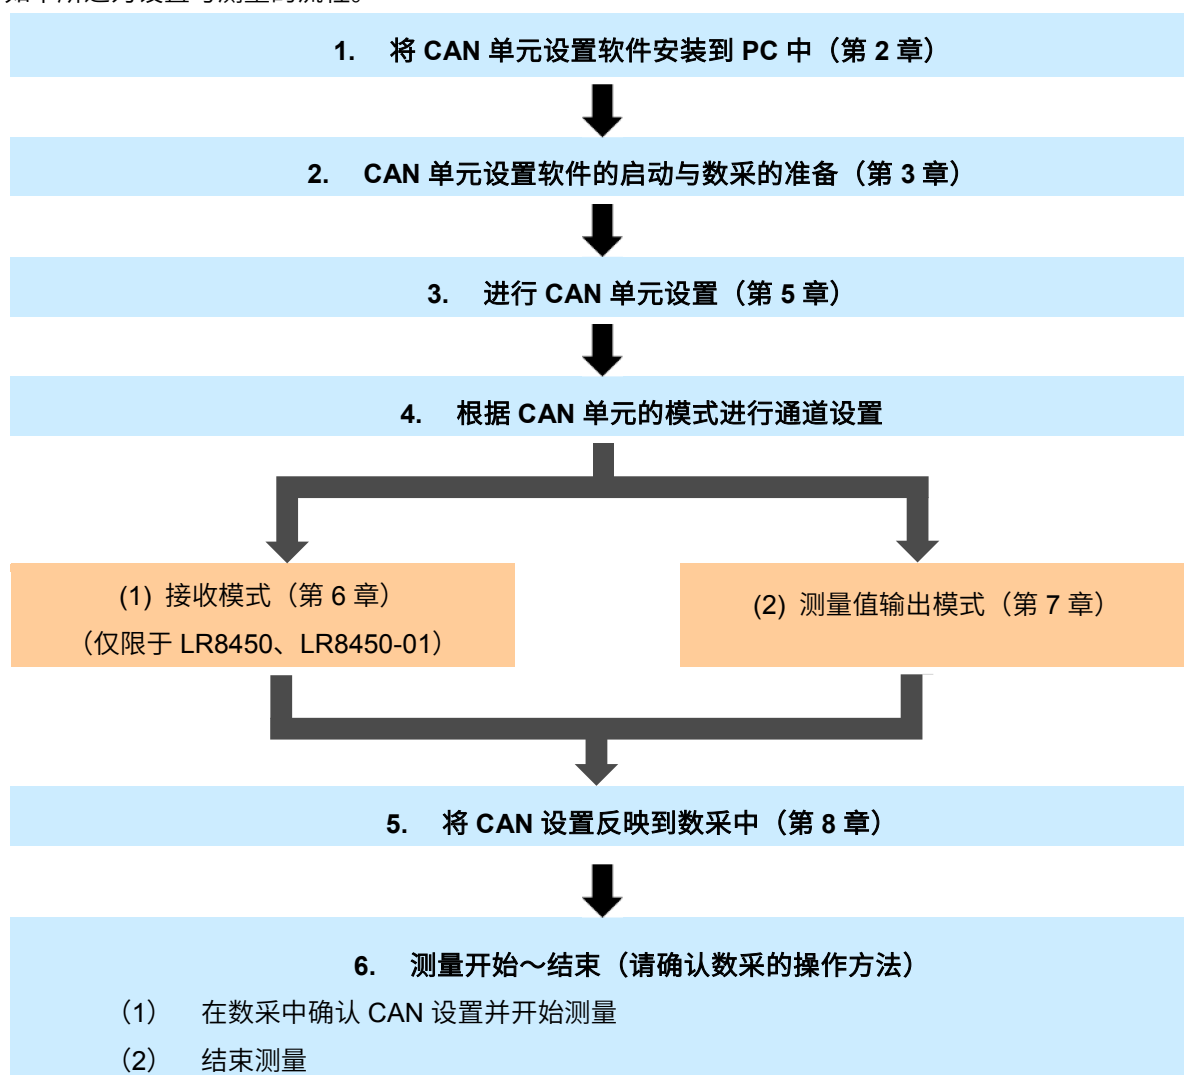 1. 将 CAN 单元设置软件安装到 PC 中（第 2 章）
2. CAN 单元设置软件的启动与数采的准备（第 3 章）
3. 进行 CAN 单元设置（第 5 章）
4. 根据 CAN 单元的模式进行通道设置
(1) 接收模式（第 6 章）
（仅限于 LR8450、LR8450-01）
(2) 测量值输出模式（第 7 章）
5. 将 CAN 设置反映到数采中（第 8 章）
6. 测量开始～结束（请确认数采的操作方法）
（1） 在数采中确认 CAN 设置并开始测量
（2） 结束测量